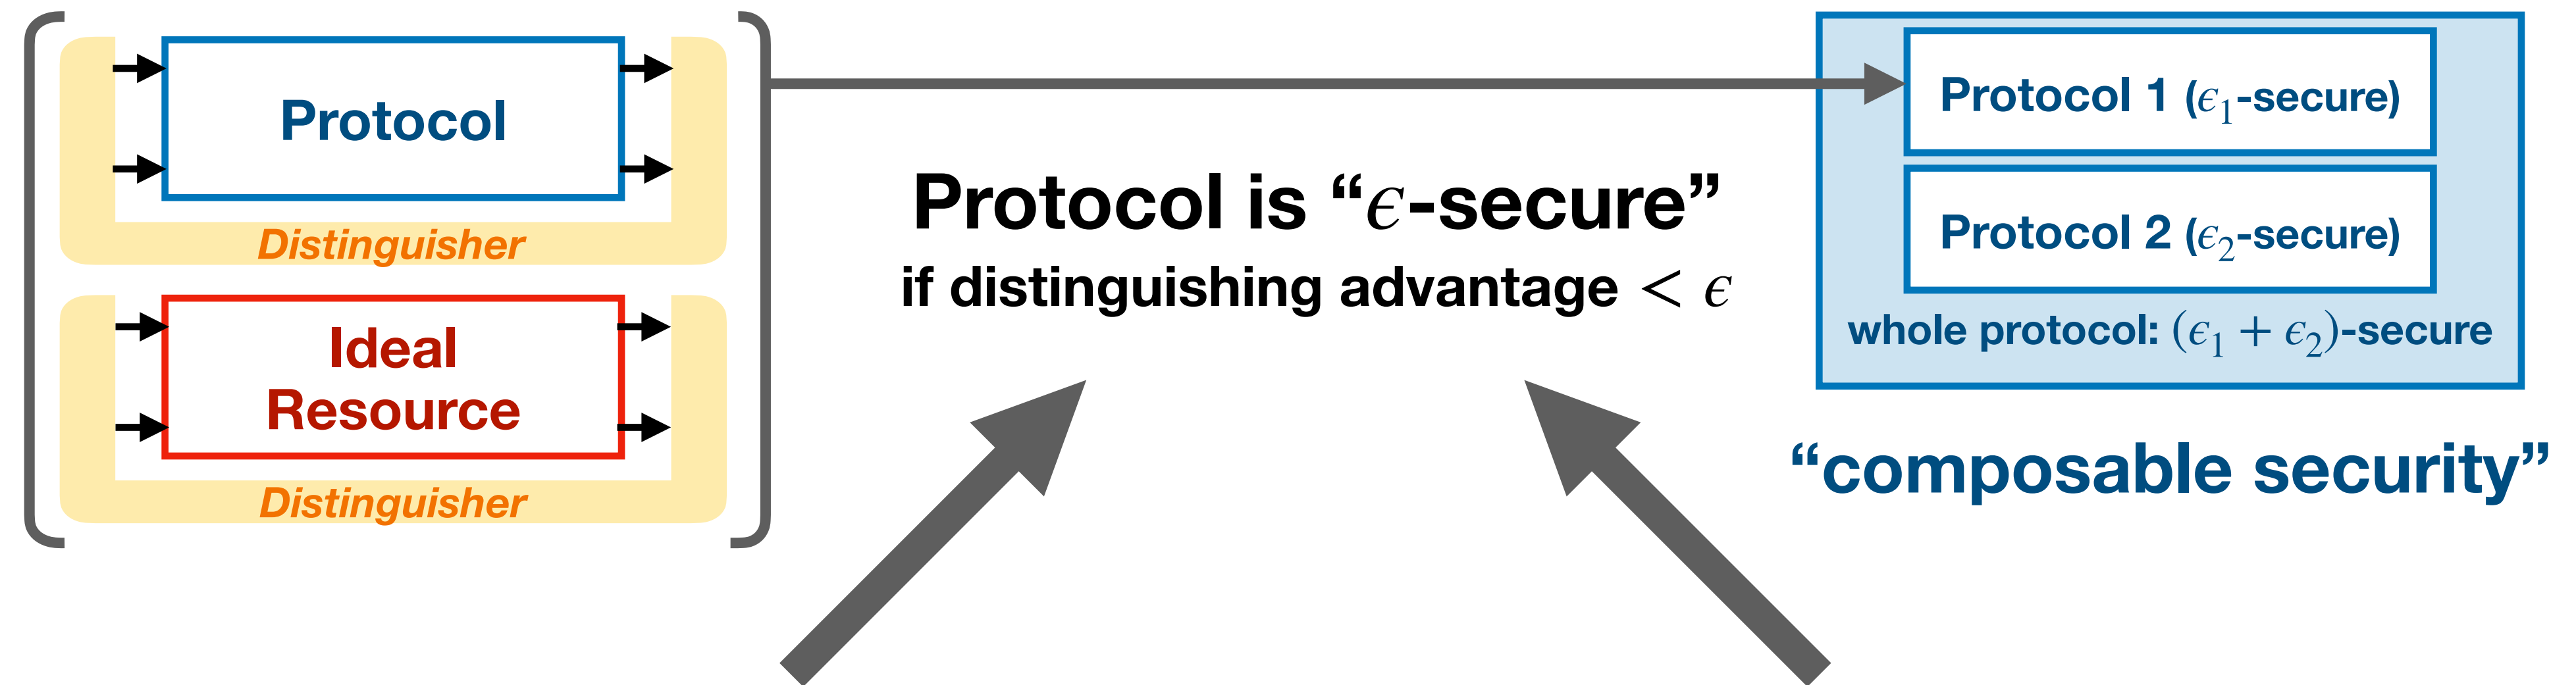 Protocol
Distinguisher
Ideal
Resource
Distinguisher
Protocol is “ϵ-secure”
if distinguishing advantage < ϵ
Protocol 1 (ϵ₁-secure)
Protocol 2 (ϵ₂-secure)
whole protocol: (ϵ₁ + ϵ₂)-secure
“composable security”